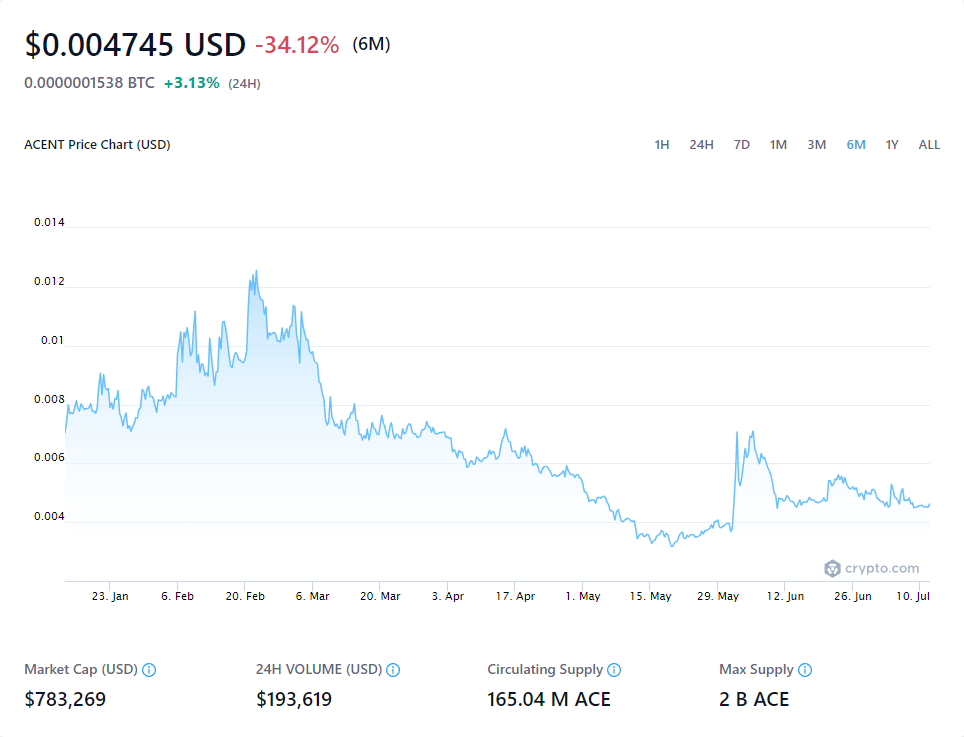 $0.004745 USD -34.12% (6M)
0.0000001538 BTC +3.13% (24H)
ACENT Price Chart (USD) 1H 24H 7D 1M 3M 6M 1Y ALL
0.014
0.012
0.01
0.008
0.006
0.004
crypto.com
23. Jan 6. Feb 20. Feb 6. Mar 20. Mar 3. Apr 17. Apr 1. May 15. May 29. May 12. Jun 26. Jun 10. Jul
Market Cap (USD) 24H VOLUME (USD) Circulating Supply Max Supply
$783,269 $193,619 165.04 M ACE 2 B ACE